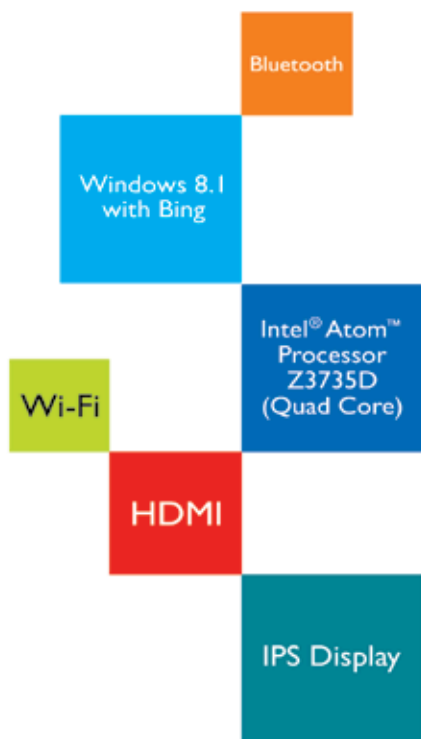 Bluetooth
Windows 8.1
with Bing
Intel® Atom™
Processor
Z3735D
(Quad Core)
Wi-Fi
HDMI
IPS Display